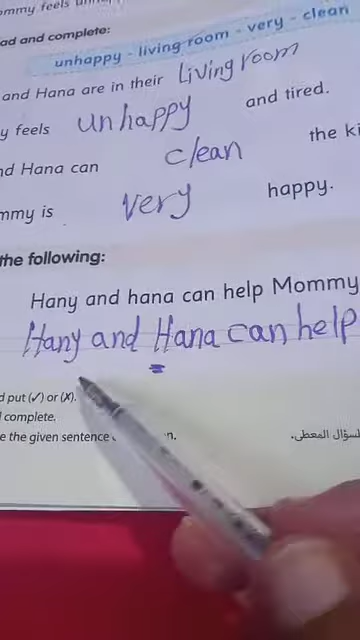 mmy feels
ad and complete:
unhappy - living room - very - clean
and Hana are in their living room
y feels unhappy and tired.
nd Hana can clean the ki
mmy is very happy.
the following:
Hany and hana can help Mommy
Hany and Hana can help
d put (✓) or (✗).
complete.
e the given sentence n.
لسؤال المعطى.